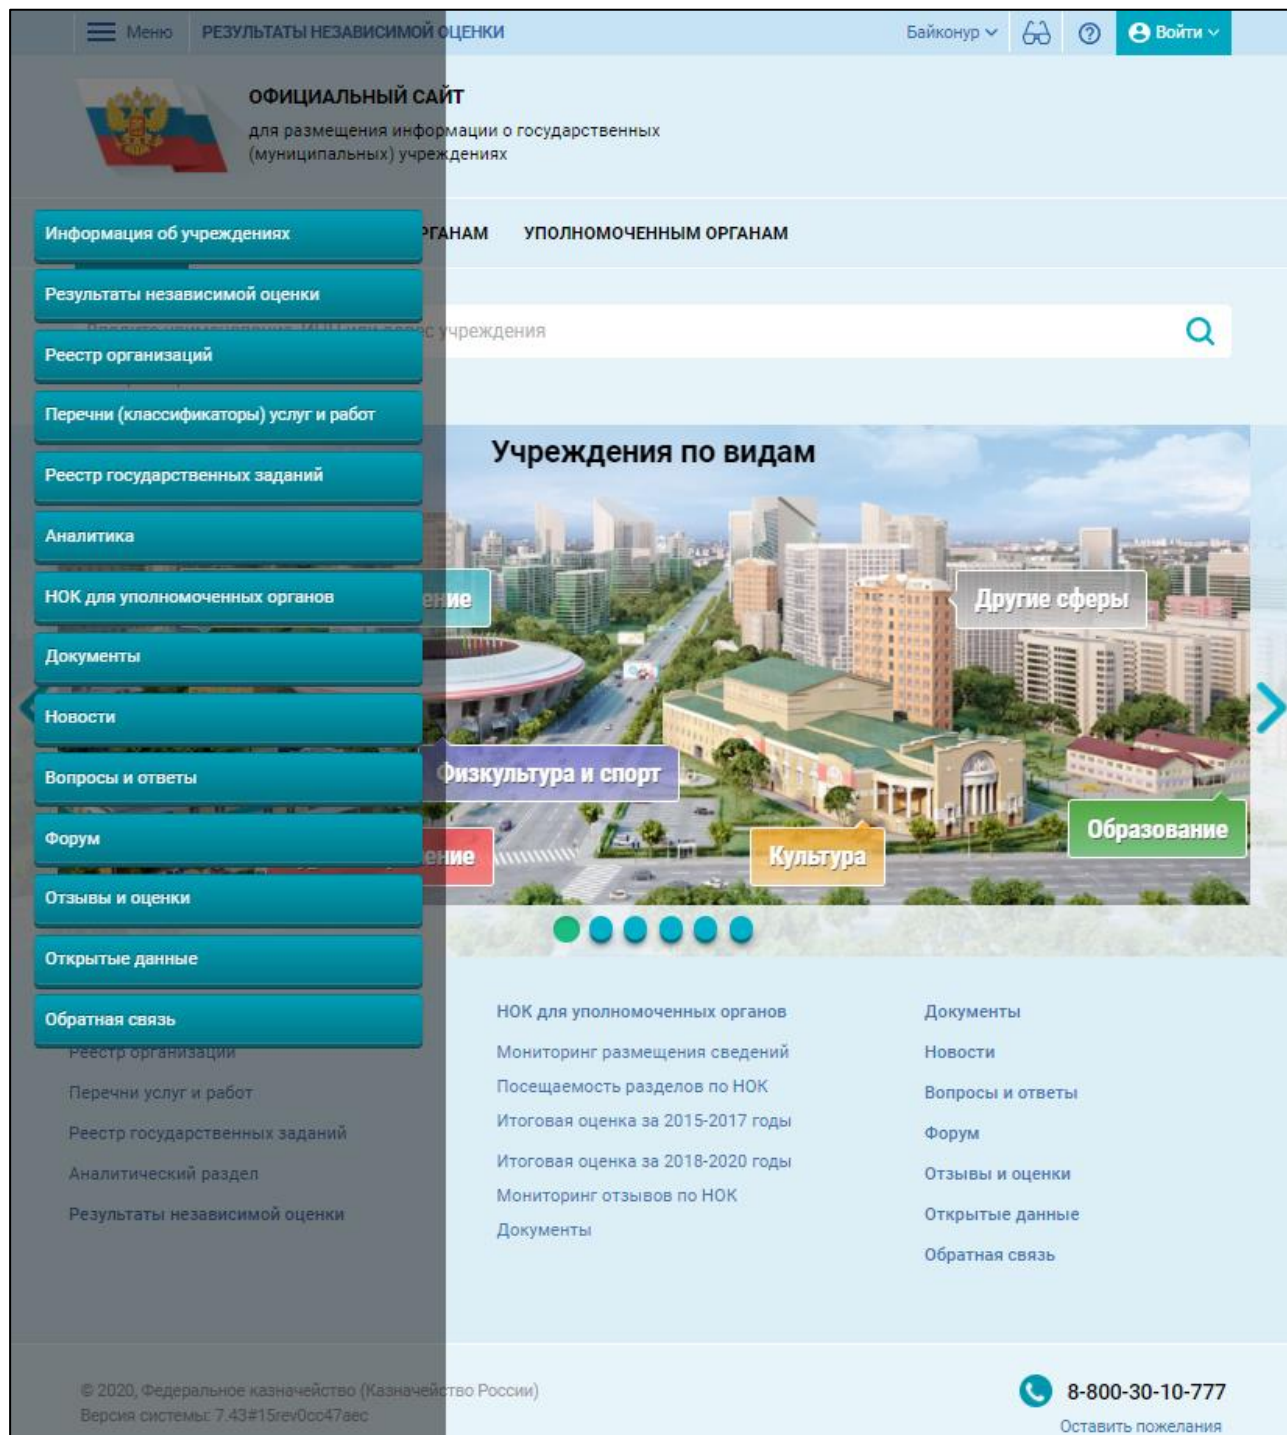 Меню
РЕЗУЛЬТАТЫ НЕЗАВИСИМОЙ ОЦЕНКИ
Байконур
Войти
ОФИЦИАЛЬНЫЙ САЙТ
для размещения информации о государственных
(муниципальных) учреждениях
Информация об учреждениях
РГАНАМ
УПОЛНОМОЧЕННЫМ ОРГАНАМ
Результаты независимой оценки
учреждения
Реестр организаций
Перечни (классификаторы) услуг и работ
Учреждения по видам
Реестр государственных заданий
Аналитика
НОК для уполномоченных органов
ение
Другие сферы
Документы
Новости
Вопросы и ответы
Физкультура и спорт
Форум
ение
Культура
Образование
Отзывы и оценки
Открытые данные
Обратная связь
Реестр организации
Перечни услуг и работ
Реестр государственных заданий
Аналитический раздел
Результаты независимой оценки
НОК для уполномоченных органов
Мониторинг размещения сведений
Посещаемость разделов по НОК
Итоговая оценка за 2015-2017 годы
Итоговая оценка за 2018-2020 годы
Мониторинг отзывов по НОК
Документы
Документы
Новости
Вопросы и ответы
Форум
Отзывы и оценки
Открытые данные
Обратная связь
© 2020, Федеральное казначейство (Казначейство России)
Версия системы: 7.43#15rev0cc47aec
8-800-30-10-777
Оставить пожелания